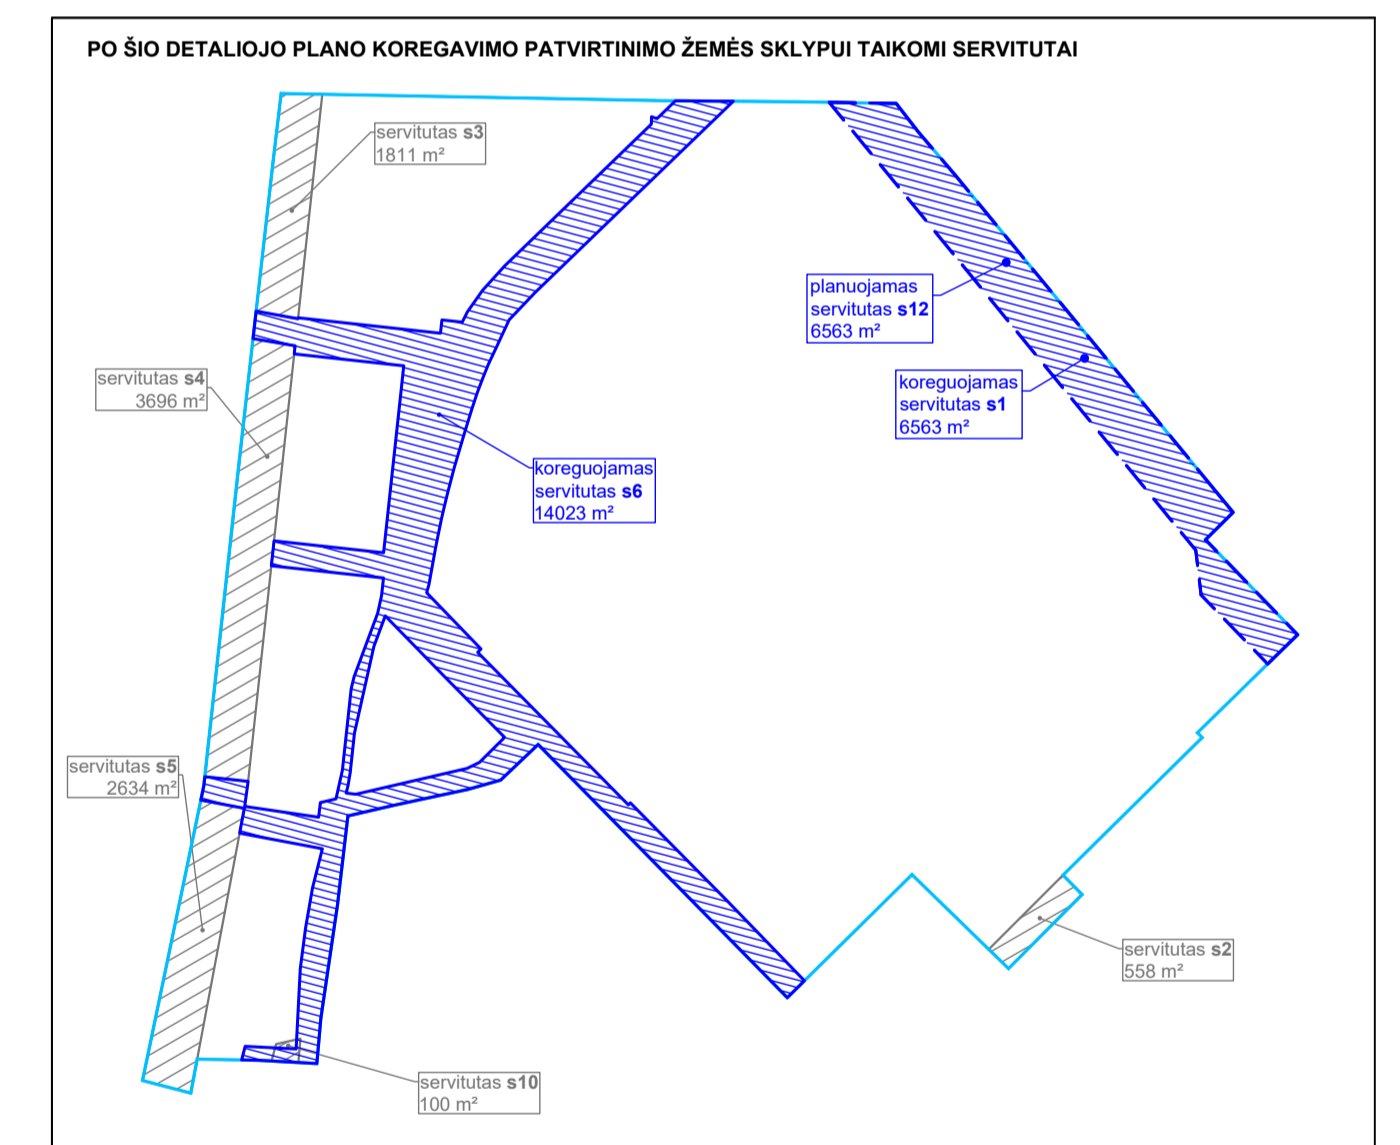 PO ŠIO DETALIOJO PLANO KOREGAVIMO PATVIRTINIMO ŽEMĖS SKLYPUI TAIKOMI SERVITUTAI
servitutas s3
1811 m²
planuojamas
servitutas s12
6563 m²
servitutas s4
3696 m²
koreguojamas
servitutas s1
6563 m²
koreguojamas
servitutas s6
14023 m²
servitutas s5
2634 m²
servitutas s2
558 m²
servitutas s10
100 m²